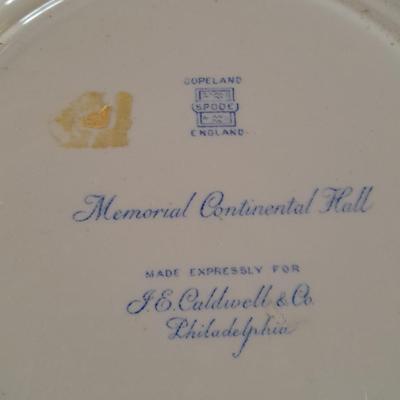 COPELAND
SPODE
ENGLAND
Memorial Continental Hall
MADE EXPRESSLY FOR
J.E. Caldwell & Co.
Philadelphia